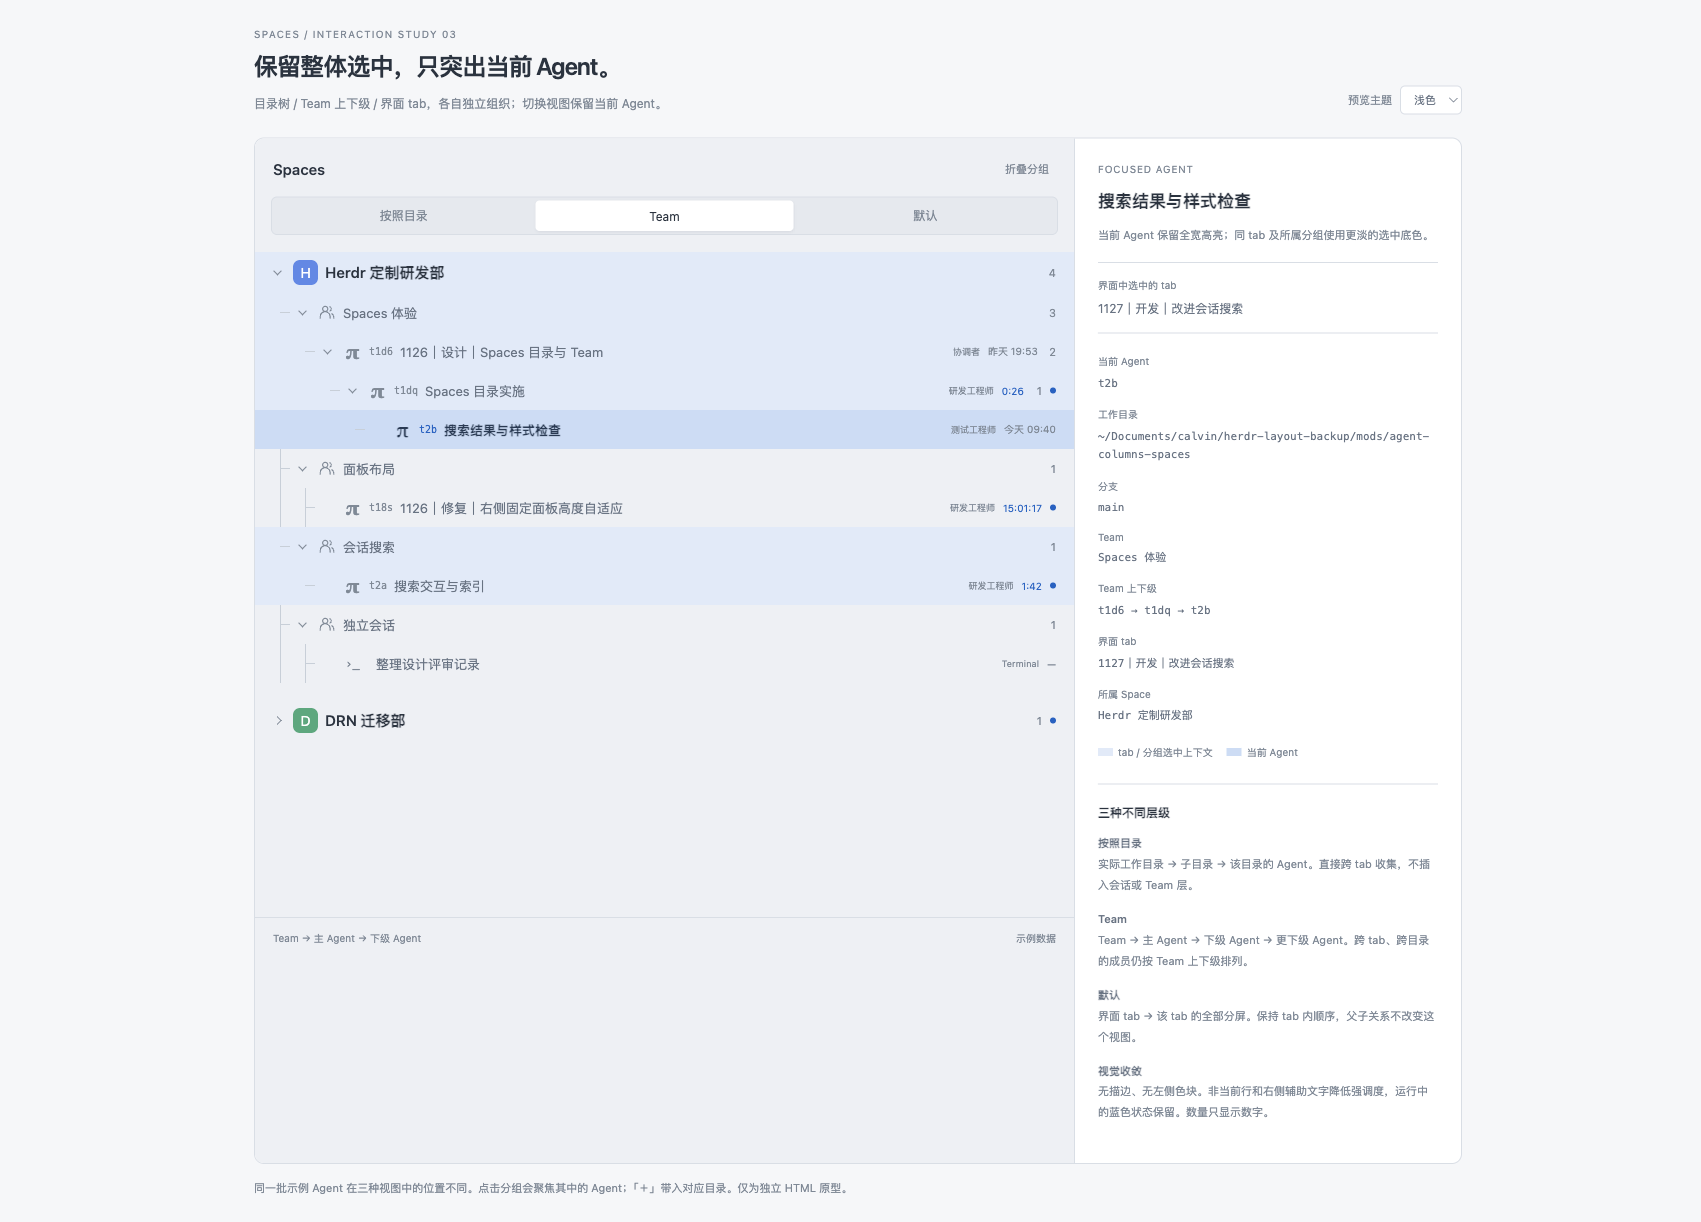 SPACES / INTERACTION STUDY 03
保留整体选中，只突出当前 Agent。
目录树 / Team 上下级 / 界面 tab，各自独立组织；切换视图保留当前 Agent。
预览主题 浅色
Spaces 折叠分组
按照目录 Team 默认
H Herdr 定制研发部 4
Spaces 体验 3
t1d6 1126｜设计｜Spaces 目录与 Team 协调者 昨天 19:53 2
t1dq Spaces 目录实施 研发工程师 0:26 1
t2b 搜索结果与样式检查 测试工程师 今天 09:40
面板布局 1
t18s 1126｜修复｜右侧固定面板高度自适应 研发工程师 15:01:17
会话搜索 1
t2a 搜索交互与索引 研发工程师 1:42
独立会话 1
›_ 整理设计评审记录 Terminal —
D DRN 迁移部 1
Team → 主 Agent → 下级 Agent 示例数据
FOCUSED AGENT
搜索结果与样式检查
当前 Agent 保留全宽高亮；同 tab 及所属分组使用更淡的选中底色。
界面中选中的 tab
1127｜开发｜改进会话搜索
当前 Agent
t2b
工作目录
~/Documents/calvin/herdr-layout-backup/mods/agent-
columns-spaces
分支
main
Team
Spaces 体验
Team 上下级
t1d6 → t1dq → t2b
界面 tab
1127｜开发｜改进会话搜索
所属 Space
Herdr 定制研发部
tab / 分组选中上下文 当前 Agent
三种不同层级
按照目录
实际工作目录 → 子目录 → 该目录的 Agent。直接跨 tab 收集，不插
入会话或 Team 层。
Team
Team → 主 Agent → 下级 Agent → 更下级 Agent。跨 tab、跨目录
的成员仍按 Team 上下级排列。
默认
界面 tab → 该 tab 的全部分屏。保持 tab 内顺序，父子关系不改变这
个视图。
视觉收敛
无描边、无左侧色块。非当前行和右侧辅助文字降低强调度，运行中
的蓝色状态保留。数量只显示数字。
同一批示例 Agent 在三种视图中的位置不同。点击分组会聚焦其中的 Agent；「＋」带入对应目录。仅为独立 HTML 原型。